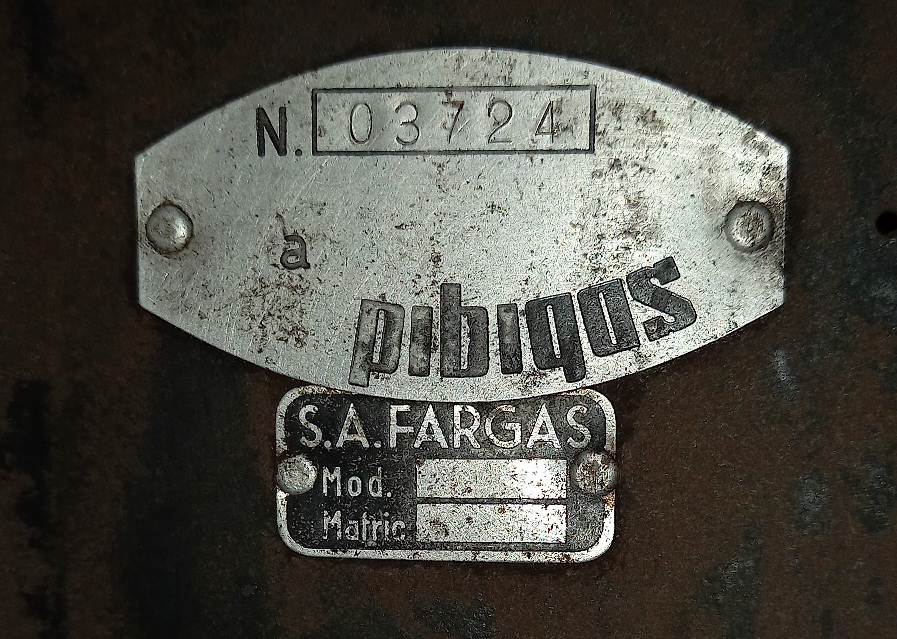 N. 03724
a
pibigas
S.A. FARGAS
Mod.
Matric